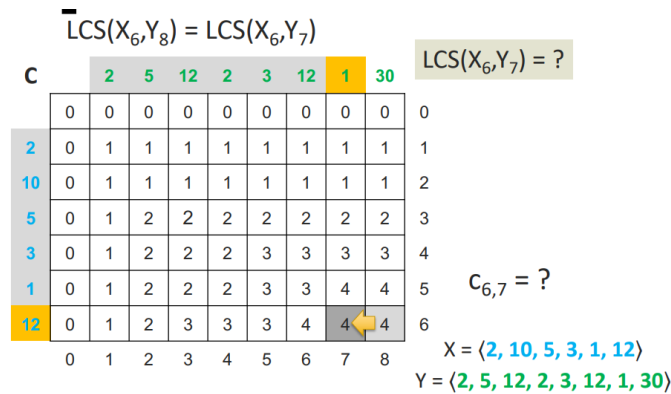 L̄CS(X₆,Y₈) = LCS(X₆,Y₇)
LCS(X₆,Y₇) = ?
C 2 5 12 2 3 12 1 30
0 0 0 0 0 0 0 0 0 0
2 0 1 1 1 1 1 1 1 1 1
10 0 1 1 1 1 1 1 1 1 2
5 0 1 2 2 2 2 2 2 2 3
3 0 1 2 2 2 3 3 3 3 4
1 0 1 2 2 2 3 3 4 4 5
12 0 1 2 3 3 3 4 4 4 6
0 1 2 3 4 5 6 7 8
c₆,₇ = ?
X = ⟨2, 10, 5, 3, 1, 12⟩
Y = ⟨2, 5, 12, 2, 3, 12, 1, 30⟩